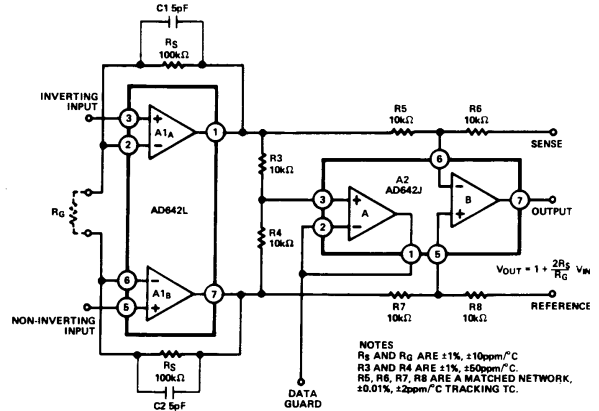 C1 5pF
RS
100kΩ
INVERTING
INPUT
3
+
A1A
1
2
−
R5
10kΩ
R6
10kΩ
SENSE
R3
10kΩ
A2
AD642J
6
3
+
A
2
−
−
B
+
7
OUTPUT
RG
AD642L
R4
10kΩ
1
5
VOUT = 1 + 2RS/RG VIN
6
−
A1B
7
5
+
NON-INVERTING
INPUT
R7
10kΩ
R8
10kΩ
REFERENCE
RS
100kΩ
C2 5pF
DATA
GUARD
NOTES
RS AND RG ARE ±1%, ±10ppm/°C
R3 AND R4 ARE ±1%, ±50ppm/°C.
R5, R6, R7, R8 ARE A MATCHED NETWORK,
±0.01%, ±2ppm/°C TRACKING TC.